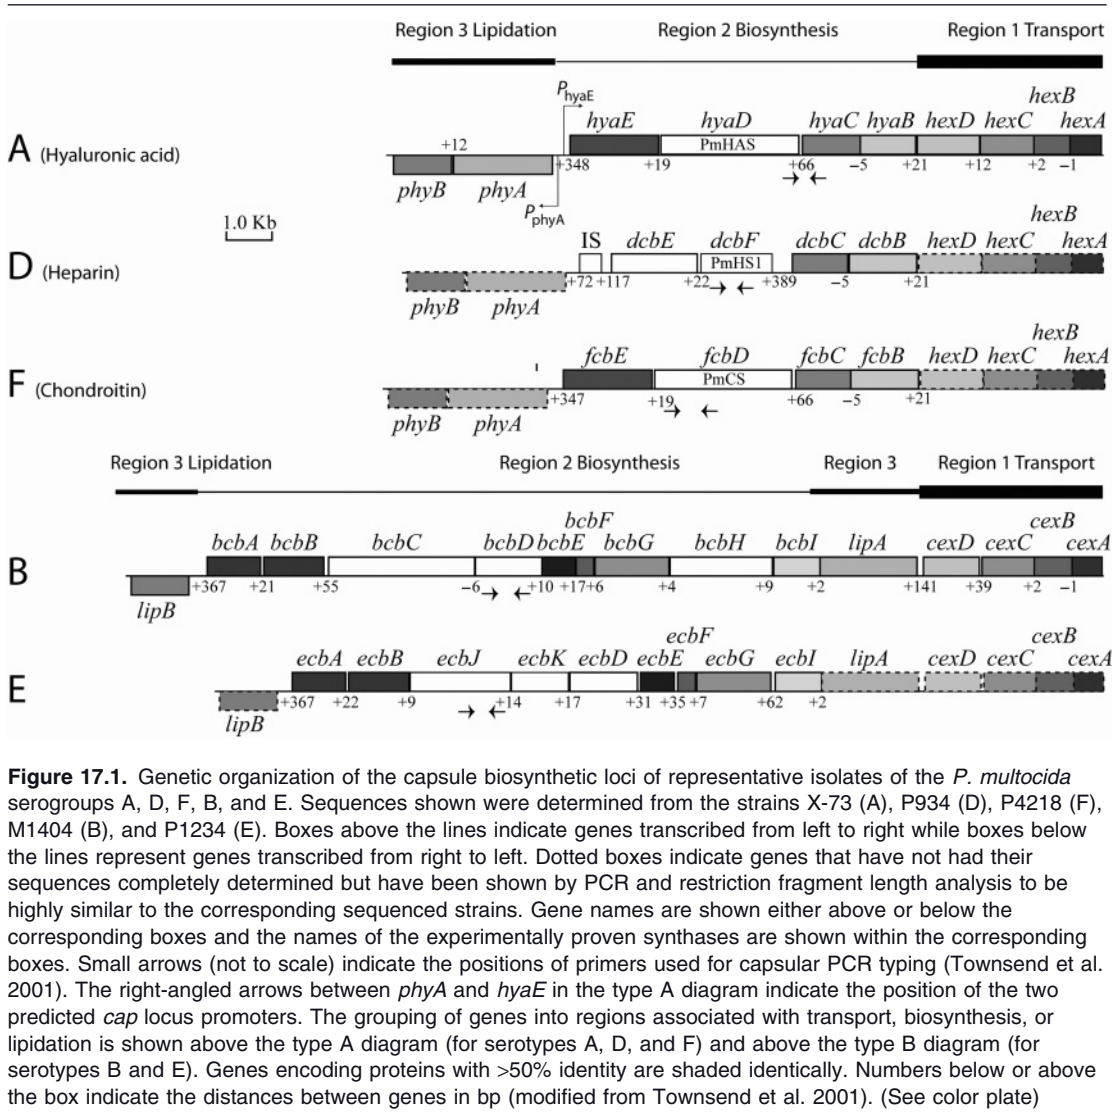 Region 3 Lipidation Region 2 Biosynthesis Region 1 Transport
PhyaE
hexB
hyaE hyaD hyaC hyaB hexD hexC hexA
A (Hyaluronic acid)
+12 PmHAS
+348 +19 +66 −5 +21 +12 +2 −1
phyB phyA
PphyA
1.0 Kb
hexB
IS dcbE dcbF dcbC dcbB hexD hexC hexA
D (Heparin)
PmHS1
+72 +117 +22 +389 −5 +21
phyB phyA
hexB
fcbE fcbD fcbC fcbB hexD hexC hexA
F (Chondroitin)
PmCS
+347 +19 +66 −5 +21
phyB phyA
Region 3 Lipidation Region 2 Biosynthesis Region 3 Region 1 Transport
bcbF cexB
bcbA bcbB bcbC bcbD bcbE bcbG bcbH bcbI lipA cexD cexC cexA
B
+367 +21 +55 −6 +10 +17 +6 +4 +9 +2 +141 +39 +2 −1
lipB
ecbF cexB
ecbA ecbB ecbJ ecbK ecbD ecbE ecbG ecbI lipA cexD cexC cexA
E
+367 +22 +9 +14 +17 +31 +35 +7 +62 +2
lipB
Figure 17.1. Genetic organization of the capsule biosynthetic loci of representative isolates of the P. multocida
serogroups A, D, F, B, and E. Sequences shown were determined from the strains X-73 (A), P934 (D), P4218 (F),
M1404 (B), and P1234 (E). Boxes above the lines indicate genes transcribed from left to right while boxes below
the lines represent genes transcribed from right to left. Dotted boxes indicate genes that have not had their
sequences completely determined but have been shown by PCR and restriction fragment length analysis to be
highly similar to the corresponding sequenced strains. Gene names are shown either above or below the
corresponding boxes and the names of the experimentally proven synthases are shown within the corresponding
boxes. Small arrows (not to scale) indicate the positions of primers used for capsular PCR typing (Townsend et al.
2001). The right-angled arrows between phyA and hyaE in the type A diagram indicate the position of the two
predicted cap locus promoters. The grouping of genes into regions associated with transport, biosynthesis, or
lipidation is shown above the type A diagram (for serotypes A, D, and F) and above the type B diagram (for
serotypes B and E). Genes encoding proteins with >50% identity are shaded identically. Numbers below or above
the box indicate the distances between genes in bp (modified from Townsend et al. 2001). (See color plate)